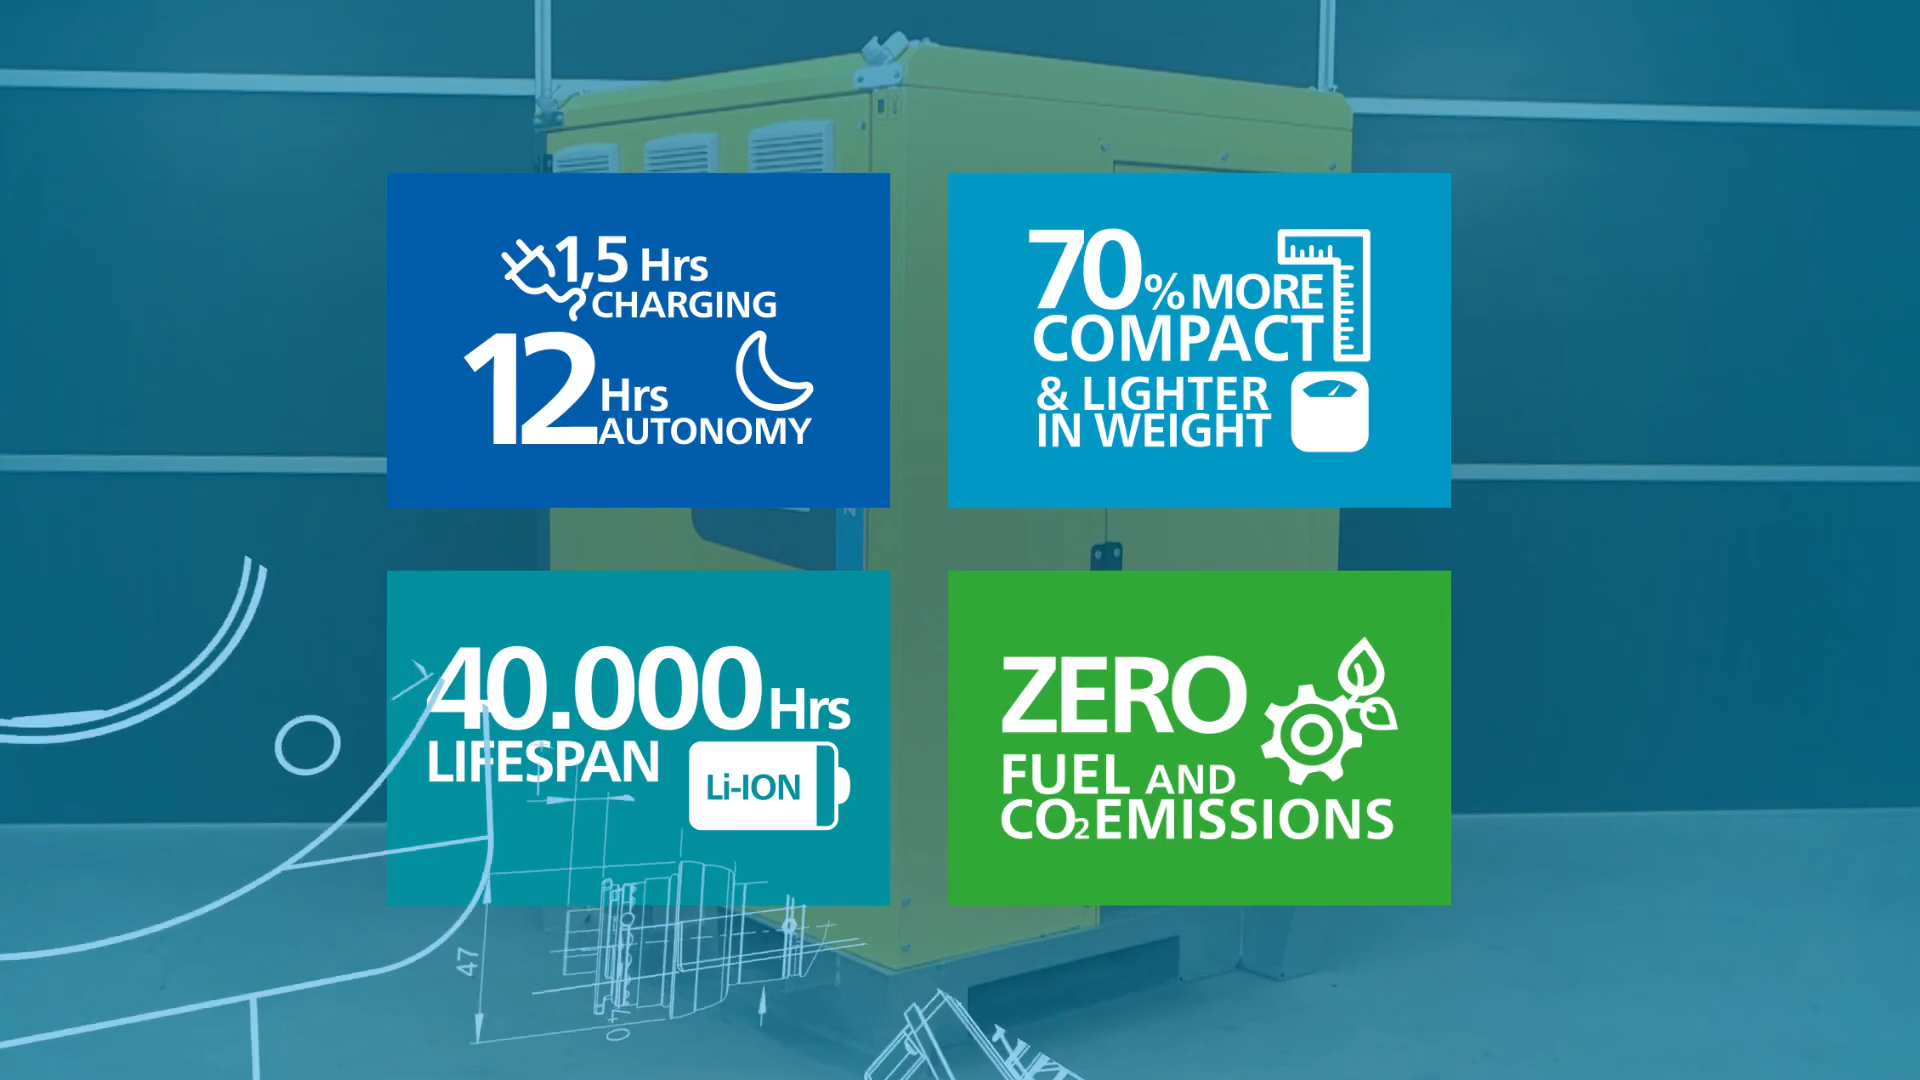 1,5 Hrs
CHARGING
12 Hrs
AUTONOMY
70% MORE
COMPACT
& LIGHTER
IN WEIGHT
40.000 Hrs
LIFESPAN
Li-ION
ZERO
FUEL AND
CO₂ EMISSIONS
47